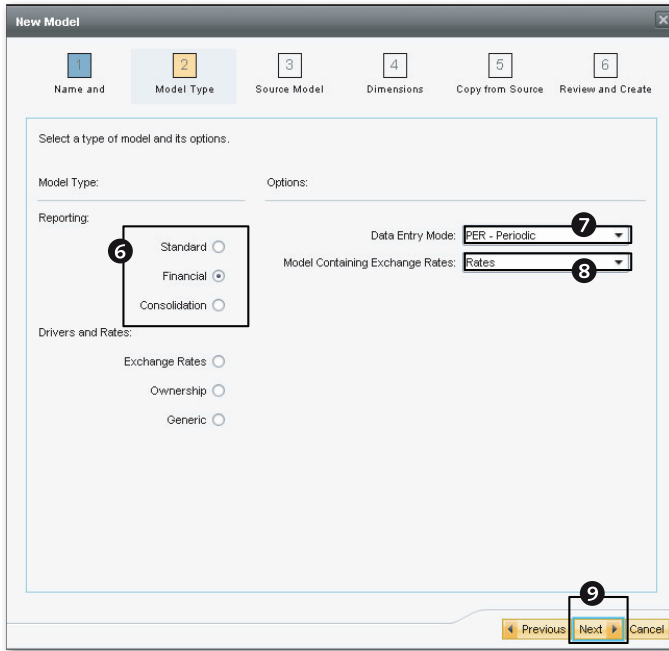 New Model
1 2 3 4 5 6
Name and Model Type Source Model Dimensions Copy from Source Review and Create
Select a type of model and its options.
Model Type: Options:
Reporting:
7
Standard Data Entry Mode: PER - Periodic
6
Financial Model Containing Exchange Rates: Rates
8
Consolidation
Drivers and Rates:
Exchange Rates
Ownership
Generic
9
Previous Next Cancel